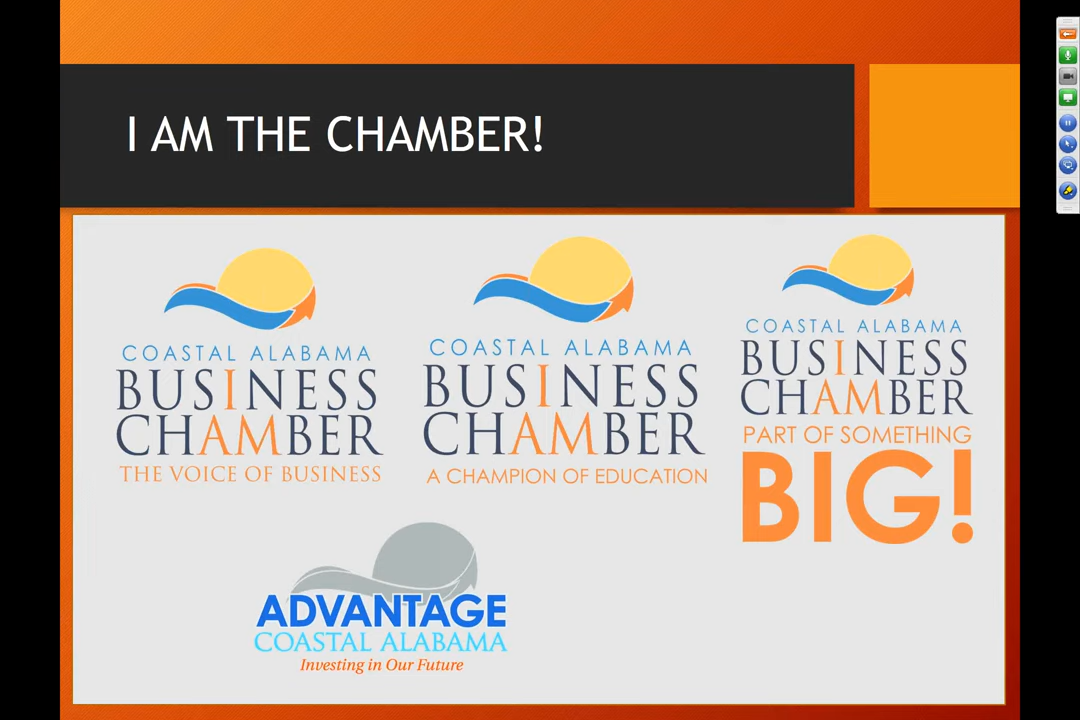 I AM THE CHAMBER!
COASTAL ALABAMA
BUSINESS
CHAMBER
THE VOICE OF BUSINESS
COASTAL ALABAMA
BUSINESS
CHAMBER
A CHAMPION OF EDUCATION
COASTAL ALABAMA
BUSINESS
CHAMBER
PART OF SOMETHING
BIG!
ADVANTAGE
COASTAL ALABAMA
Investing in Our Future